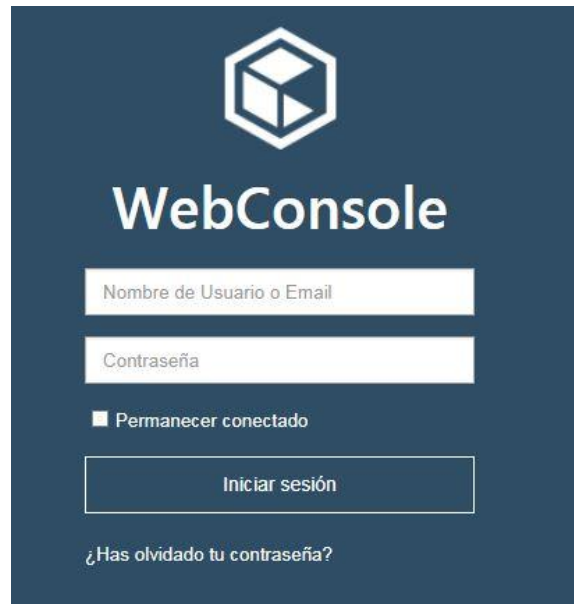 WebConsole
Nombre de Usuario o Email
Contraseña
Permanecer conectado
Iniciar sesión
¿Has olvidado tu contraseña?